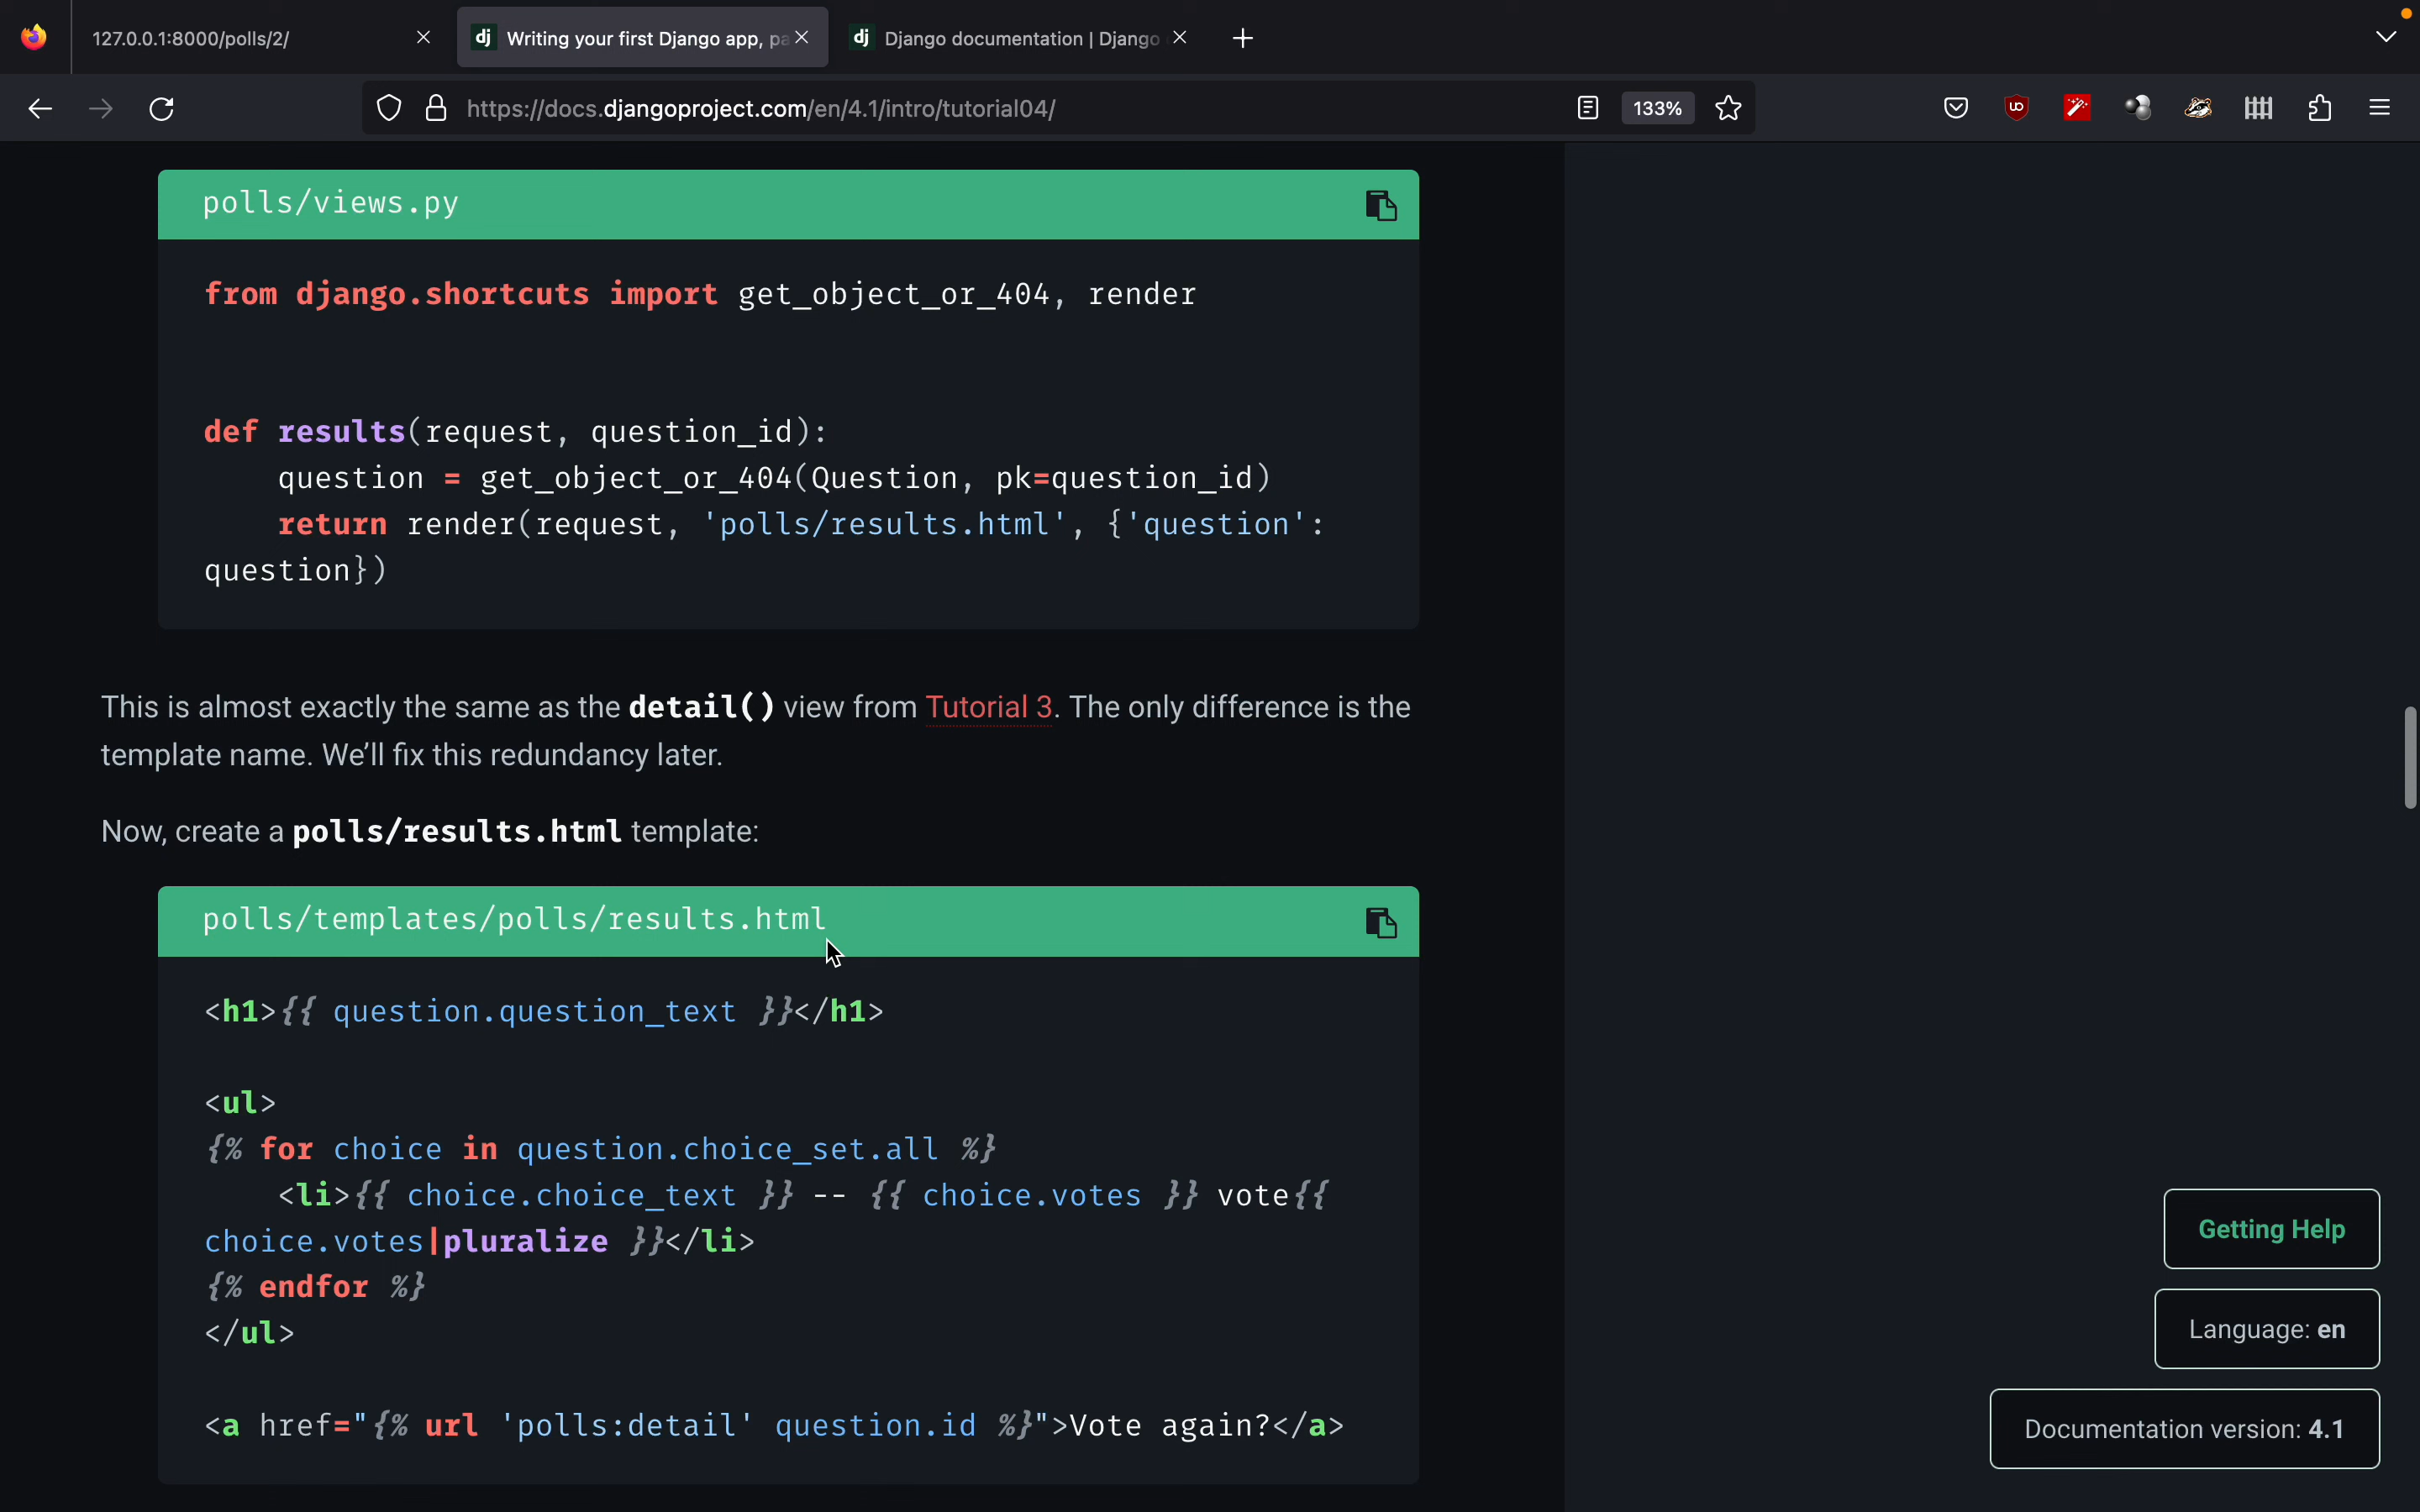 127.0.0.1:8000/polls/2/
dj Writing your first Django app, pa
dj Django documentation | Django
https://docs.djangoproject.com/en/4.1/intro/tutorial04/
133%
polls/views.py
from django.shortcuts import get_object_or_404, render
def results(request, question_id):
    question = get_object_or_404(Question, pk=question_id)
    return render(request, 'polls/results.html', {'question':
question})
This is almost exactly the same as the detail() view from Tutorial 3. The only difference is the
template name. We’ll fix this redundancy later.
Now, create a polls/results.html template:
polls/templates/polls/results.html
<h1>{{ question.question_text }}</h1>
<ul>
{% for choice in question.choice_set.all %}
    <li>{{ choice.choice_text }} -- {{ choice.votes }} vote{{
choice.votes|pluralize }}</li>
{% endfor %}
</ul>
<a href="{% url 'polls:detail' question.id %}">Vote again?</a>
Getting Help
Language: en
Documentation version: 4.1